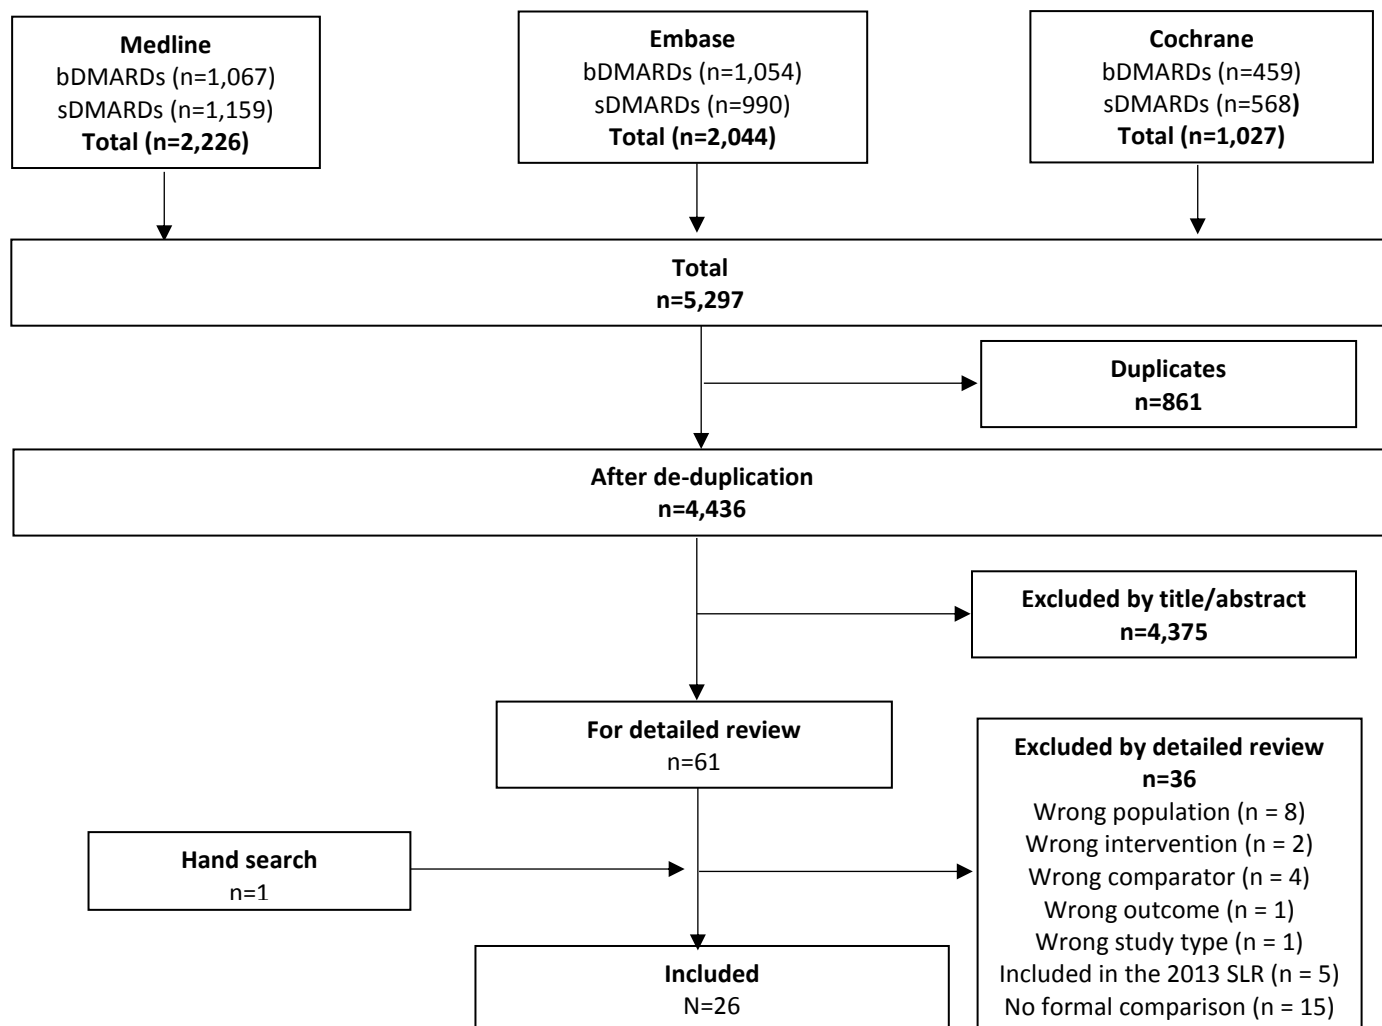 Medline
bDMARDs (n=1,067)
sDMARDs (n=1,159)
Total (n=2,226)
Embase
bDMARDs (n=1,054)
sDMARDs (n=990)
Total (n=2,044)
Cochrane
bDMARDs (n=459)
sDMARDs (n=568)
Total (n=1,027)
Total
n=5,297
Duplicates
n=861
After de-duplication
n=4,436
Excluded by title/abstract
n=4,375
For detailed review
n=61
Excluded by detailed review
n=36
Wrong population (n = 8)
Wrong intervention (n = 2)
Wrong comparator (n = 4)
Wrong outcome (n = 1)
Wrong study type (n = 1)
Included in the 2013 SLR (n = 5)
No formal comparison (n = 15)
Hand search
n=1
Included
N=26